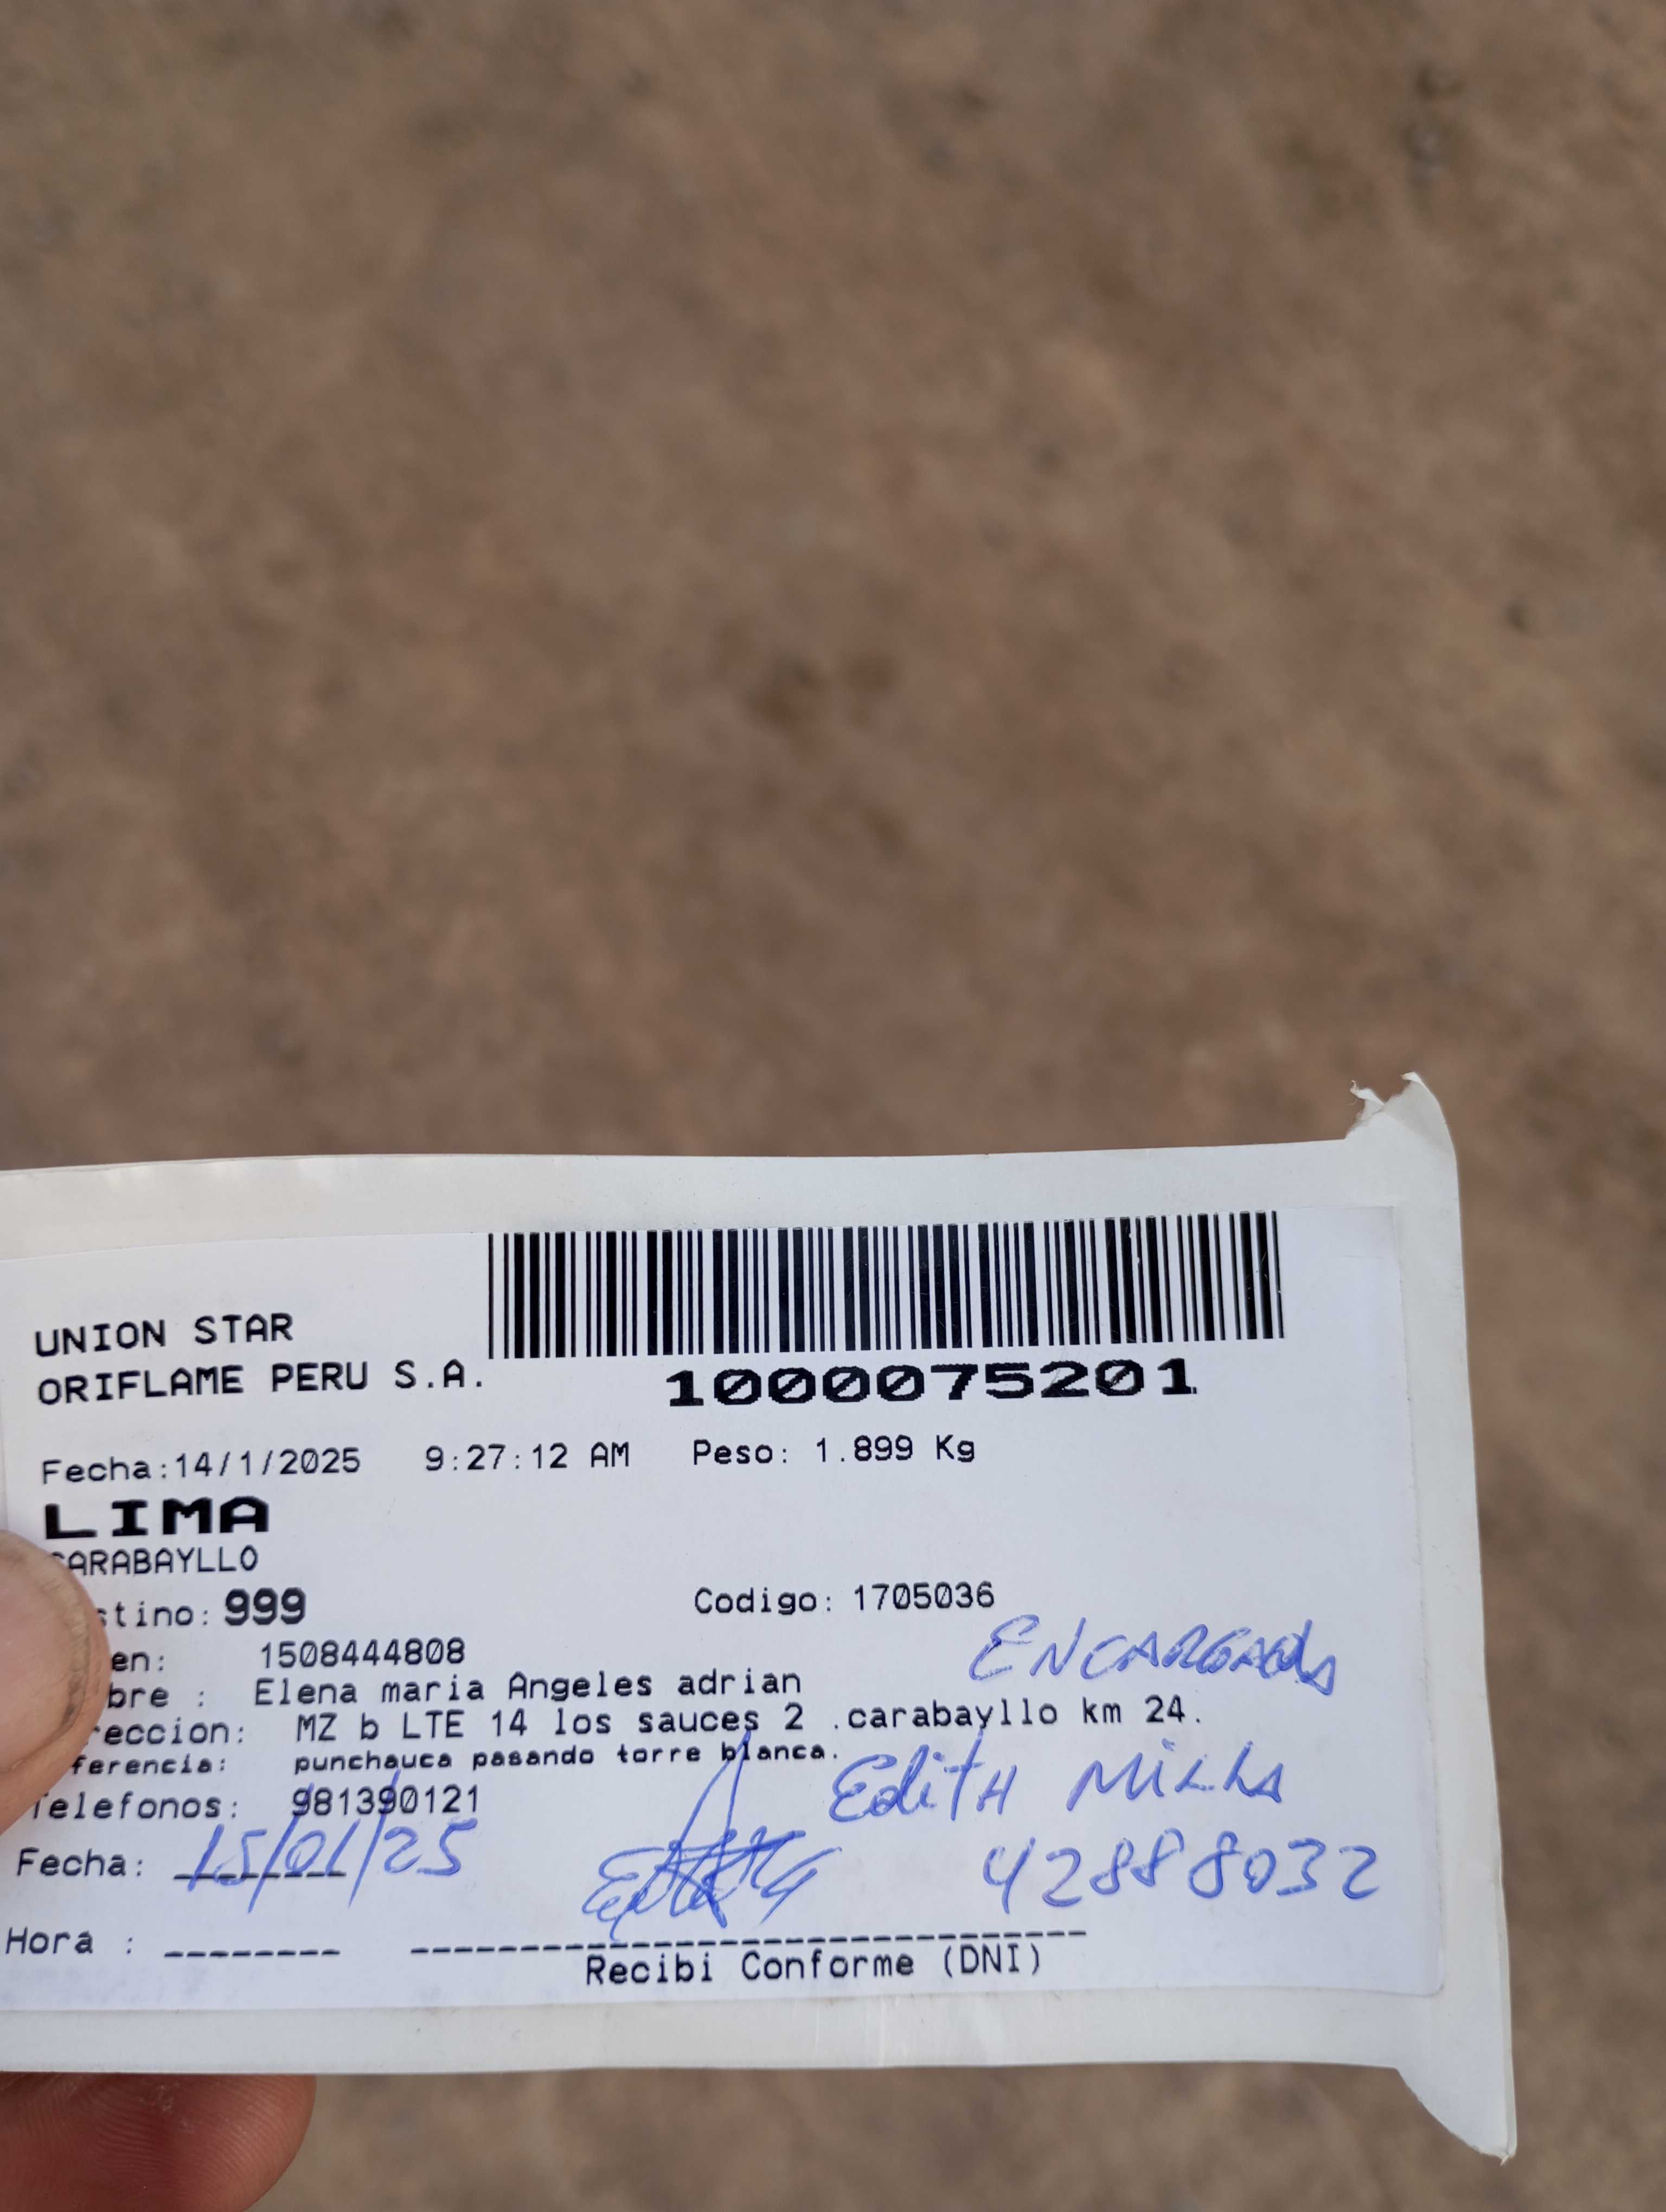 UNION STAR
ORIFLAME PERU S.A.
1000075201
Fecha:14/1/2025 9:27:12 AM Peso: 1.899 Kg
LIMA
CARABAYLLO
stino: 999 Codigo: 1705036
en: 1508444808
ENCARGADA
bre : Elena maria Angeles adrian
reccion: MZ b LTE 14 los sauces 2 .carabayllo km 24.
ferencia: punchauca pasando torre blanca.
Telefonos: 981390121
Edith Milla
Fecha: 15/01/25
42888032
Hora :
Recibi Conforme (DNI)